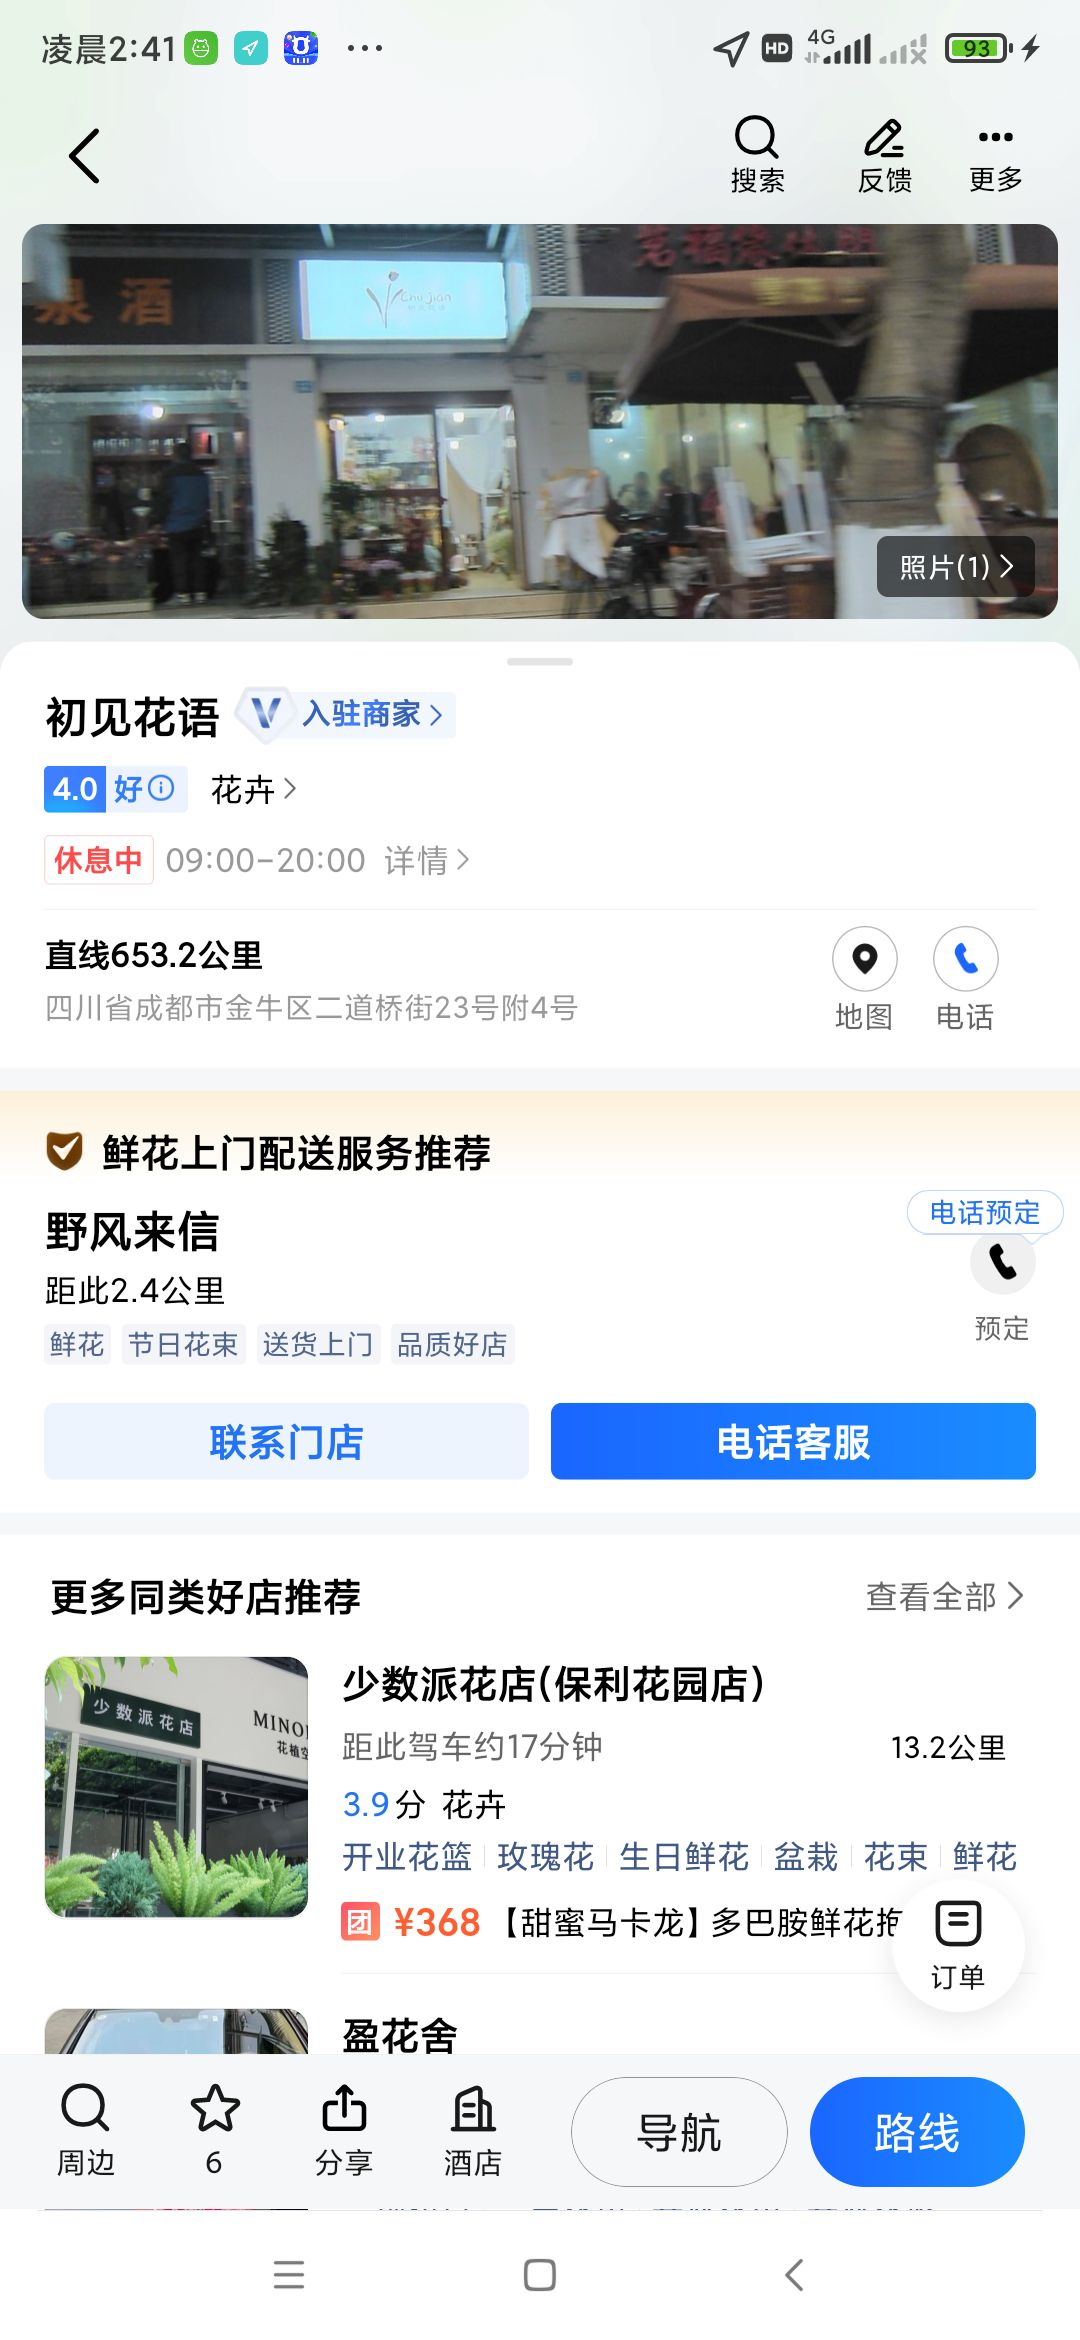 凌晨2:41
HD
4G
93
搜索
反馈
更多
泉 酒
Chu jian
照片(1)
初见花语
V 入驻商家
4.0 好
花卉
休息中 09:00-20:00 详情
直线653.2公里
四川省成都市金牛区二道桥街23号附4号
地图
电话
鲜花上门配送服务推荐
野风来信
电话预定
距此2.4公里
预定
鲜花 节日花束 送货上门 品质好店
联系门店
电话客服
更多同类好店推荐
查看全部
少数派花店
MINO
花植
少数派花店(保利花园店)
距此驾车约17分钟
13.2公里
3.9分 花卉
开业花篮 玫瑰花 生日鲜花 盆栽 花束 鲜花
团 ¥368 【甜蜜马卡龙】多巴胺鲜花抱
订单
盈花舍
周边
6
分享
酒店
导航
路线